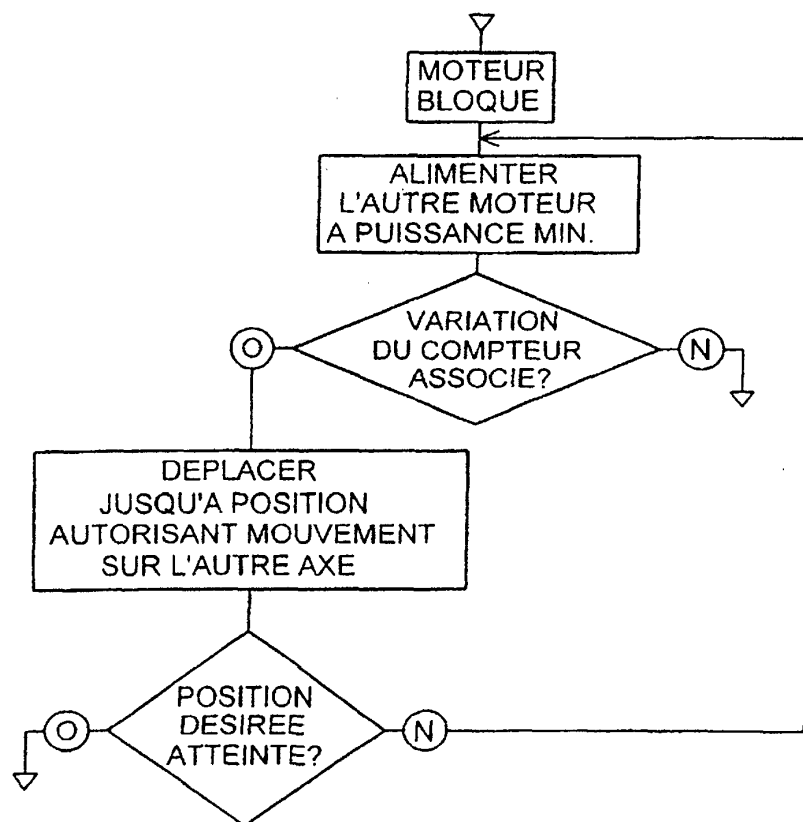 MOTEUR
BLOQUE
ALIMENTER
L'AUTRE MOTEUR
A PUISSANCE MIN.
VARIATION
DU COMPTEUR
ASSOCIE?
O
N
DEPLACER
JUSQU'A POSITION
AUTORISANT MOUVEMENT
SUR L'AUTRE AXE
POSITION
DESIREE
ATTEINTE?
O
N